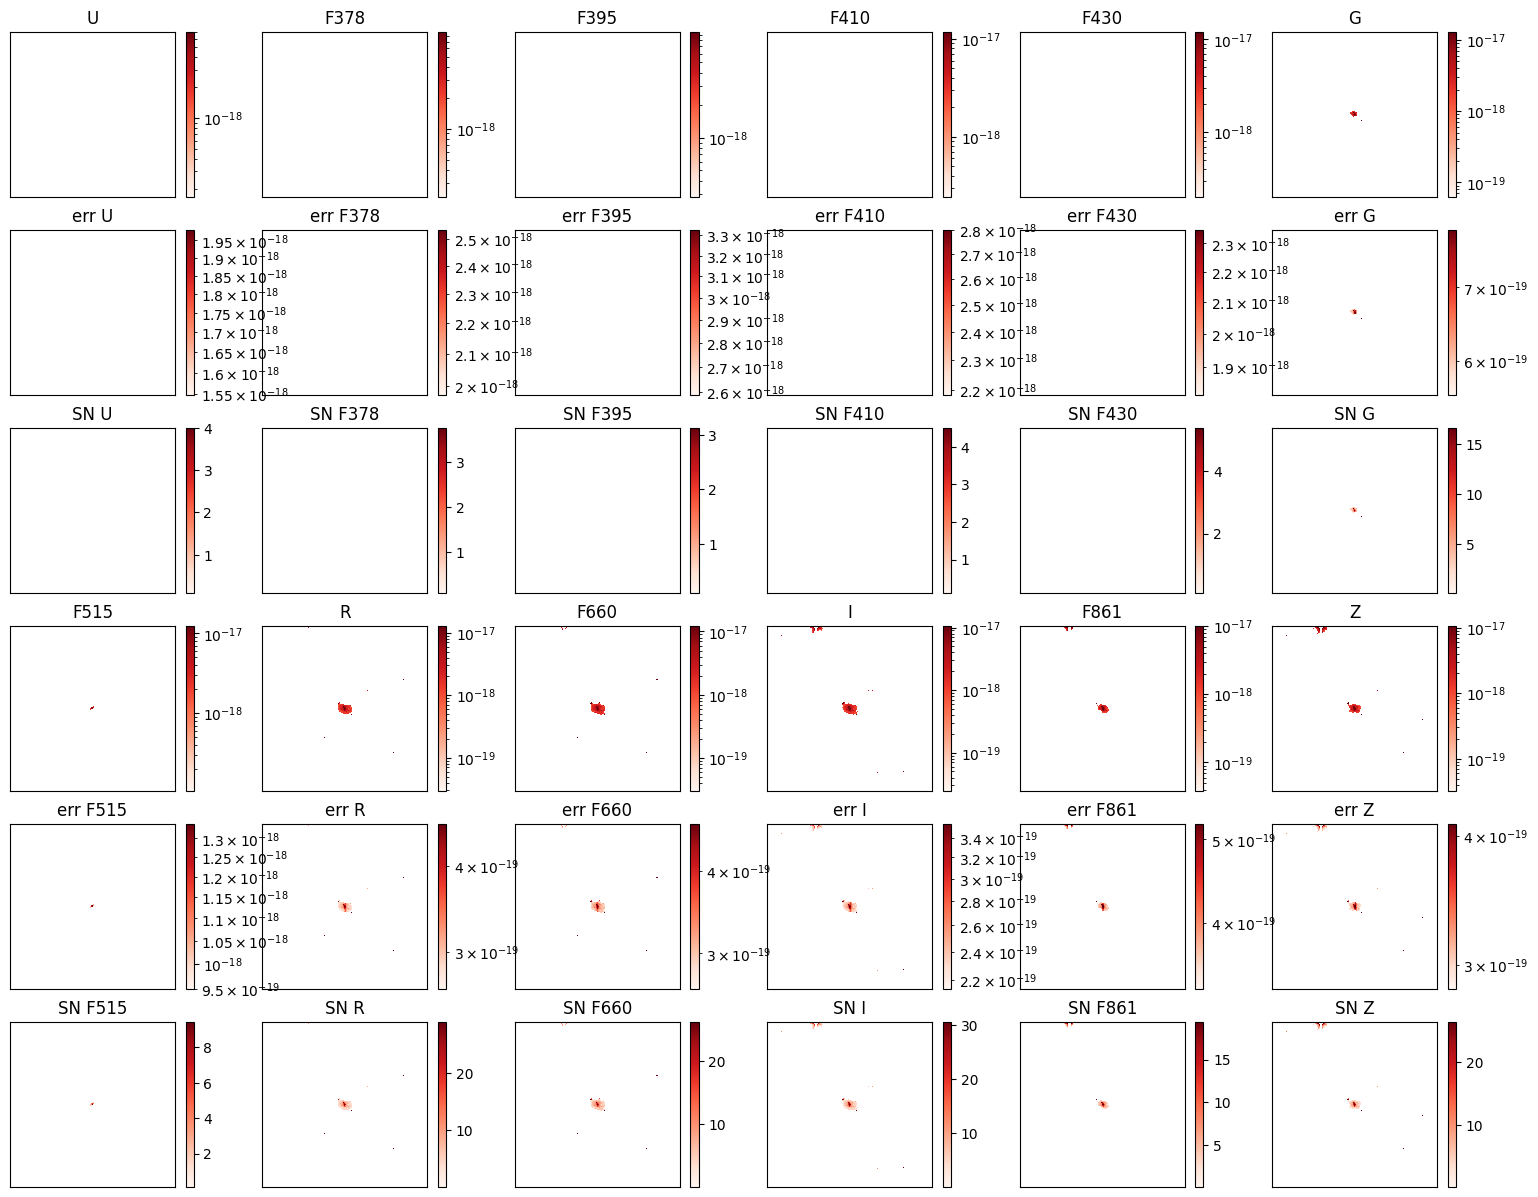 U F378 F395 F410 F430 G
10⁻¹⁸
10⁻¹⁸
10⁻¹⁸
10⁻¹⁷
10⁻¹⁸
10⁻¹⁷
10⁻¹⁸
10⁻¹⁷
10⁻¹⁸
10⁻¹⁹
err U err F378 err F395 err F410 err F430 err G
1.95 × 10⁻¹⁸
1.9 × 10⁻¹⁸
1.85 × 10⁻¹⁸
1.8 × 10⁻¹⁸
1.75 × 10⁻¹⁸
1.7 × 10⁻¹⁸
1.65 × 10⁻¹⁸
1.6 × 10⁻¹⁸
1.55 × 10⁻¹⁸
2.5 × 10⁻¹⁸
2.4 × 10⁻¹⁸
2.3 × 10⁻¹⁸
2.2 × 10⁻¹⁸
2.1 × 10⁻¹⁸
2 × 10⁻¹⁸
3.3 × 10⁻¹⁸
3.2 × 10⁻¹⁸
3.1 × 10⁻¹⁸
3 × 10⁻¹⁸
2.9 × 10⁻¹⁸
2.8 × 10⁻¹⁸
2.7 × 10⁻¹⁸
2.6 × 10⁻¹⁸
2.8 × 10⁻¹⁸
2.7 × 10⁻¹⁸
2.6 × 10⁻¹⁸
2.5 × 10⁻¹⁸
2.4 × 10⁻¹⁸
2.3 × 10⁻¹⁸
2.2 × 10⁻¹⁸
2.3 × 10⁻¹⁸
2.2 × 10⁻¹⁸
2.1 × 10⁻¹⁸
2 × 10⁻¹⁸
1.9 × 10⁻¹⁸
7 × 10⁻¹⁹
6 × 10⁻¹⁹
SN U SN F378 SN F395 SN F410 SN F430 SN G
4
3
2
1
3
2
1
3
2
1
4
3
2
1
4
2
15
10
5
F515 R F660 I F861 Z
10⁻¹⁷
10⁻¹⁸
10⁻¹⁷
10⁻¹⁸
10⁻¹⁹
10⁻¹⁷
10⁻¹⁸
10⁻¹⁹
10⁻¹⁷
10⁻¹⁸
10⁻¹⁹
10⁻¹⁷
10⁻¹⁸
10⁻¹⁹
10⁻¹⁷
10⁻¹⁸
10⁻¹⁹
err F515 err R err F660 err I err F861 err Z
1.3 × 10⁻¹⁸
1.25 × 10⁻¹⁸
1.2 × 10⁻¹⁸
1.15 × 10⁻¹⁸
1.1 × 10⁻¹⁸
1.05 × 10⁻¹⁸
10⁻¹⁸
9.5 × 10⁻¹⁹
4 × 10⁻¹⁹
3 × 10⁻¹⁹
4 × 10⁻¹⁹
3 × 10⁻¹⁹
3.4 × 10⁻¹⁹
3.2 × 10⁻¹⁹
3 × 10⁻¹⁹
2.8 × 10⁻¹⁹
2.6 × 10⁻¹⁹
2.4 × 10⁻¹⁹
2.2 × 10⁻¹⁹
5 × 10⁻¹⁹
4 × 10⁻¹⁹
4 × 10⁻¹⁹
3 × 10⁻¹⁹
SN F515 SN R SN F660 SN I SN F861 SN Z
8
6
4
2
20
10
20
10
30
20
10
15
10
5
20
10